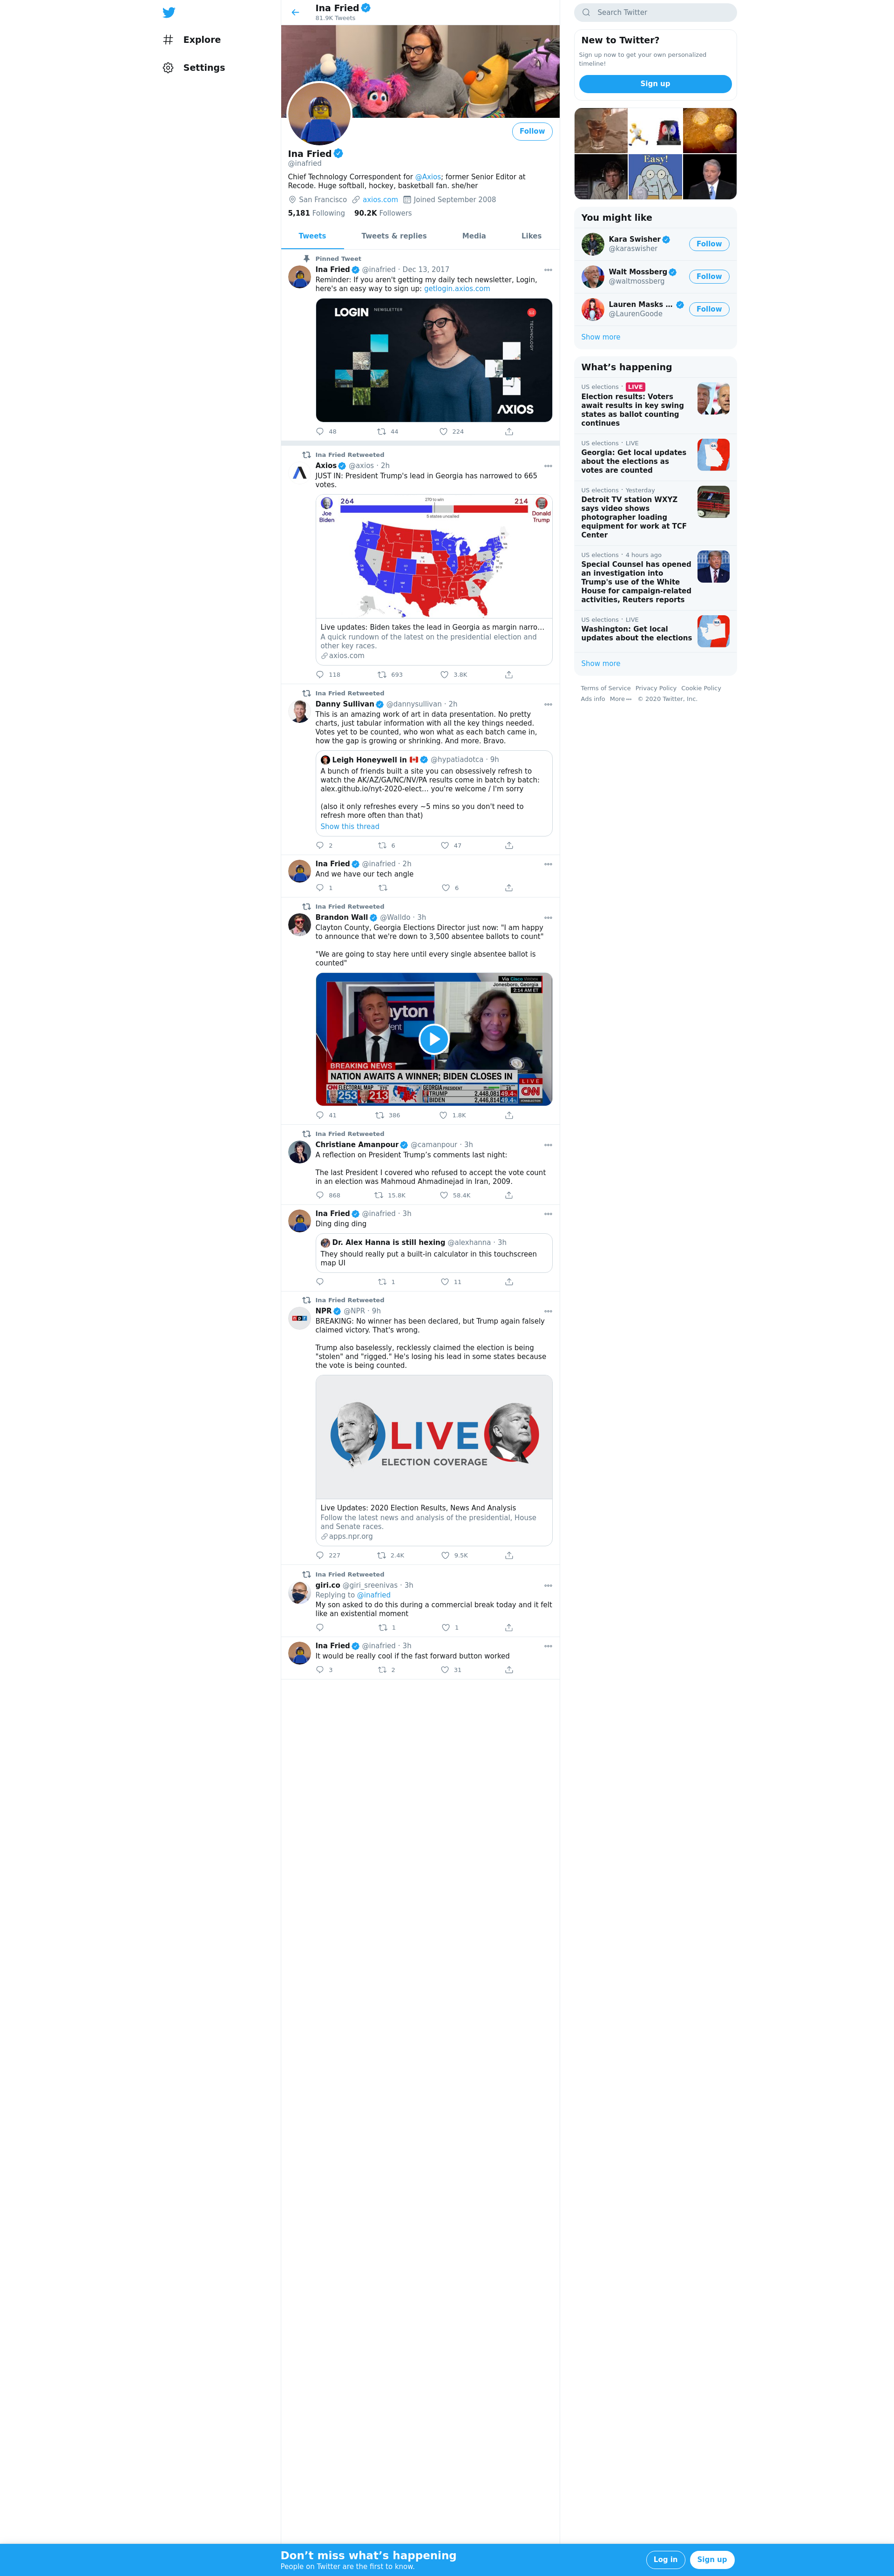 Explore
Settings
Ina Fried
81.9K Tweets
Follow
Ina Fried
@inafried
Chief Technology Correspondent for @Axios; former Senior Editor at
Recode. Huge softball, hockey, basketball fan. she/her
San Francisco axios.com Joined September 2008
5,181 Following 90.2K Followers
Tweets Tweets & replies Media Likes
Pinned Tweet
Ina Fried @inafried · Dec 13, 2017
Reminder: If you aren't getting my daily tech newsletter, Login,
here's an easy way to sign up: getlogin.axios.com
LOGIN NEWSLETTER
TECHNOLOGY
AXIOS
48 44 224
Ina Fried Retweeted
Axios @axios · 2h
JUST IN: President Trump's lead in Georgia has narrowed to 665
votes.
264 270 to win 214
Joe
Biden
Donald
Trump
Live updates: Biden takes the lead in Georgia as margin narro…
A quick rundown of the latest on the presidential election and
other key races.
axios.com
118 693 3.8K
Ina Fried Retweeted
Danny Sullivan @dannysullivan · 2h
This is an amazing work of art in data presentation. No pretty
charts, just tabular information with all the key things needed.
Votes yet to be counted, who won what as each batch came in,
how the gap is growing or shrinking. And more. Bravo.
Leigh Honeywell in 🇨🇦 @hypatiadotca · 9h
A bunch of friends built a site you can obsessively refresh to
watch the AK/AZ/GA/NC/NV/PA results come in batch by batch:
alex.github.io/nyt-2020-elect… you're welcome / I'm sorry
(also it only refreshes every ~5 mins so you don't need to
refresh more often than that)
Show this thread
2 6 47
Ina Fried @inafried · 2h
And we have our tech angle
1 6
Ina Fried Retweeted
Brandon Wall @Walldo · 3h
Clayton County, Georgia Elections Director just now: "I am happy
to announce that we're down to 3,500 absentee ballots to count"
"We are going to stay here until every single absentee ballot is
counted"
Via Cisco Webex
Jonesboro, Georgia
2:14 AM ET
BREAKING NEWS
NATION AWAITS A WINNER; BIDEN CLOSES IN
LIVE
CNN
ELECTORAL MAP
253 213
GEORGIA PRESIDENT
TRUMP 2,448,081 49.4%
BIDEN 2,446,814 49.4%
41 386 1.8K
Ina Fried Retweeted
Christiane Amanpour @camanpour · 3h
A reflection on President Trump's comments last night:
The last President I covered who refused to accept the vote count
in an election was Mahmoud Ahmadinejad in Iran, 2009.
868 15.8K 58.4K
Ina Fried @inafried · 3h
Ding ding ding
Dr. Alex Hanna is still hexing @alexhanna · 3h
They should really put a built-in calculator in this touchscreen
map UI
1 11
Ina Fried Retweeted
NPR @NPR · 9h
BREAKING: No winner has been declared, but Trump again falsely
claimed victory. That's wrong.
Trump also baselessly, recklessly claimed the election is being
"stolen" and "rigged." He's losing his lead in some states because
the vote is being counted.
LIVE
ELECTION COVERAGE
Live Updates: 2020 Election Results, News And Analysis
Follow the latest news and analysis of the presidential, House
and Senate races.
apps.npr.org
227 2.4K 9.5K
Ina Fried Retweeted
giri.co @giri_sreenivas · 3h
Replying to @inafried
My son asked to do this during a commercial break today and it felt
like an existential moment
1 1
Ina Fried @inafried · 3h
It would be really cool if the fast forward button worked
3 2 31
Search Twitter
New to Twitter?
Sign up now to get your own personalized
timeline!
Sign up
Easy!
You might like
Kara Swisher
@karaswisher
Follow
Walt Mossberg
@waltmossberg
Follow
Lauren Masks …
@LaurenGoode
Follow
Show more
What's happening
US elections · LIVE
Election results: Voters
await results in key swing
states as ballot counting
continues
US elections · LIVE
Georgia: Get local updates
about the elections as
votes are counted
US elections · Yesterday
Detroit TV station WXYZ
says video shows
photographer loading
equipment for work at TCF
Center
US elections · 4 hours ago
Special Counsel has opened
an investigation into
Trump's use of the White
House for campaign-related
activities, Reuters reports
US elections · LIVE
Washington: Get local
updates about the elections
Show more
Terms of Service Privacy Policy Cookie Policy
Ads info More ••• © 2020 Twitter, Inc.
Don't miss what's happening
People on Twitter are the first to know.
Log in Sign up